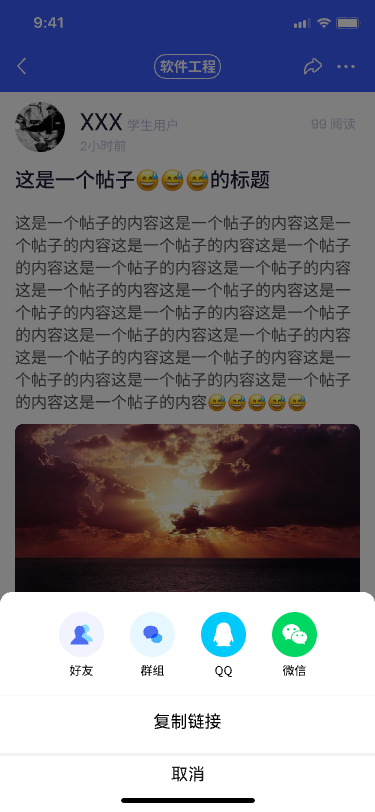 9:41
软件工程
XXX 学生用户
99 阅读
2小时前
这是一个帖子😅😅😅的标题
这是一个帖子的内容这是一个帖子的内容这是一
个帖子的内容这是一个帖子的内容这是一个帖子
的内容这是一个帖子的内容这是一个帖子的内容
这是一个帖子的内容这是一个帖子的内容这是一
个帖子的内容这是一个帖子的内容这是一个帖子
的内容这是一个帖子的内容这是一个帖子的内容
这是一个帖子的内容这是一个帖子的内容这是一
个帖子的内容这是一个帖子的内容这是一个帖子
的内容这是一个帖子的内容😅😅😅😅😅
好友
群组
QQ
微信
复制链接
取消